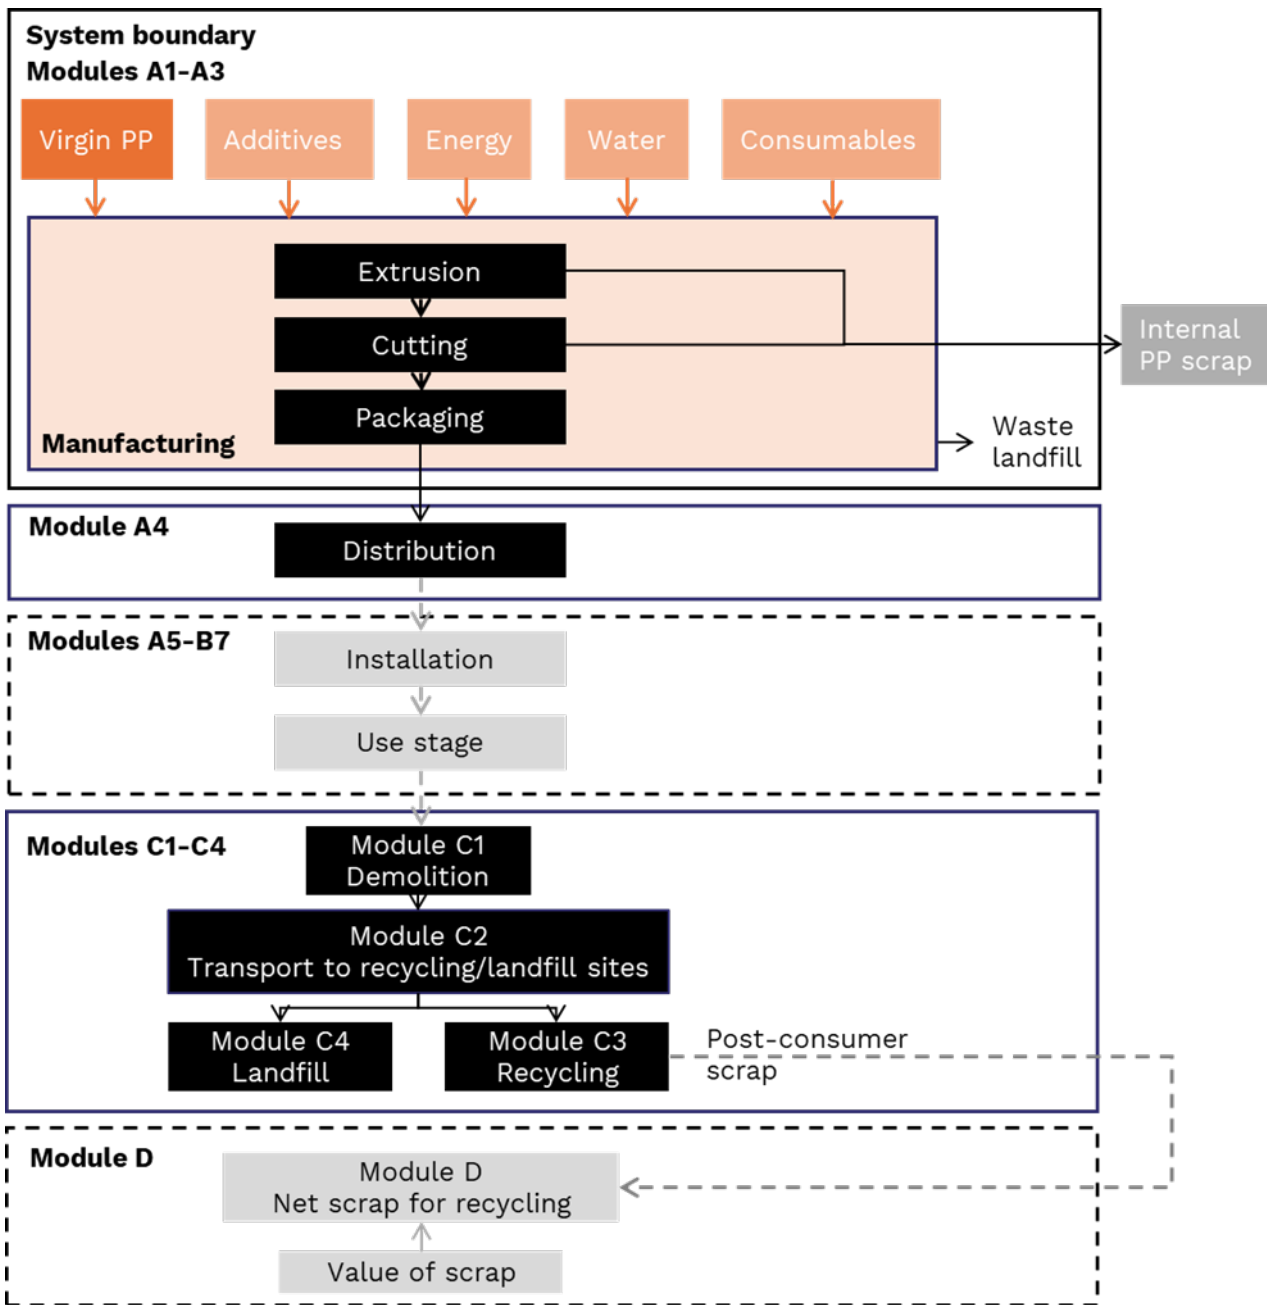 System boundary
Modules A1-A3
Virgin PP
Additives
Energy
Water
Consumables
Extrusion
Cutting
Packaging
Manufacturing
Internal
PP scrap
Waste
landfill
Module A4
Distribution
Modules A5-B7
Installation
Use stage
Modules C1-C4
Module C1
Demolition
Module C2
Transport to recycling/landfill sites
Module C4
Landfill
Module C3
Recycling
Post-consumer
scrap
Module D
Module D
Net scrap for recycling
Value of scrap